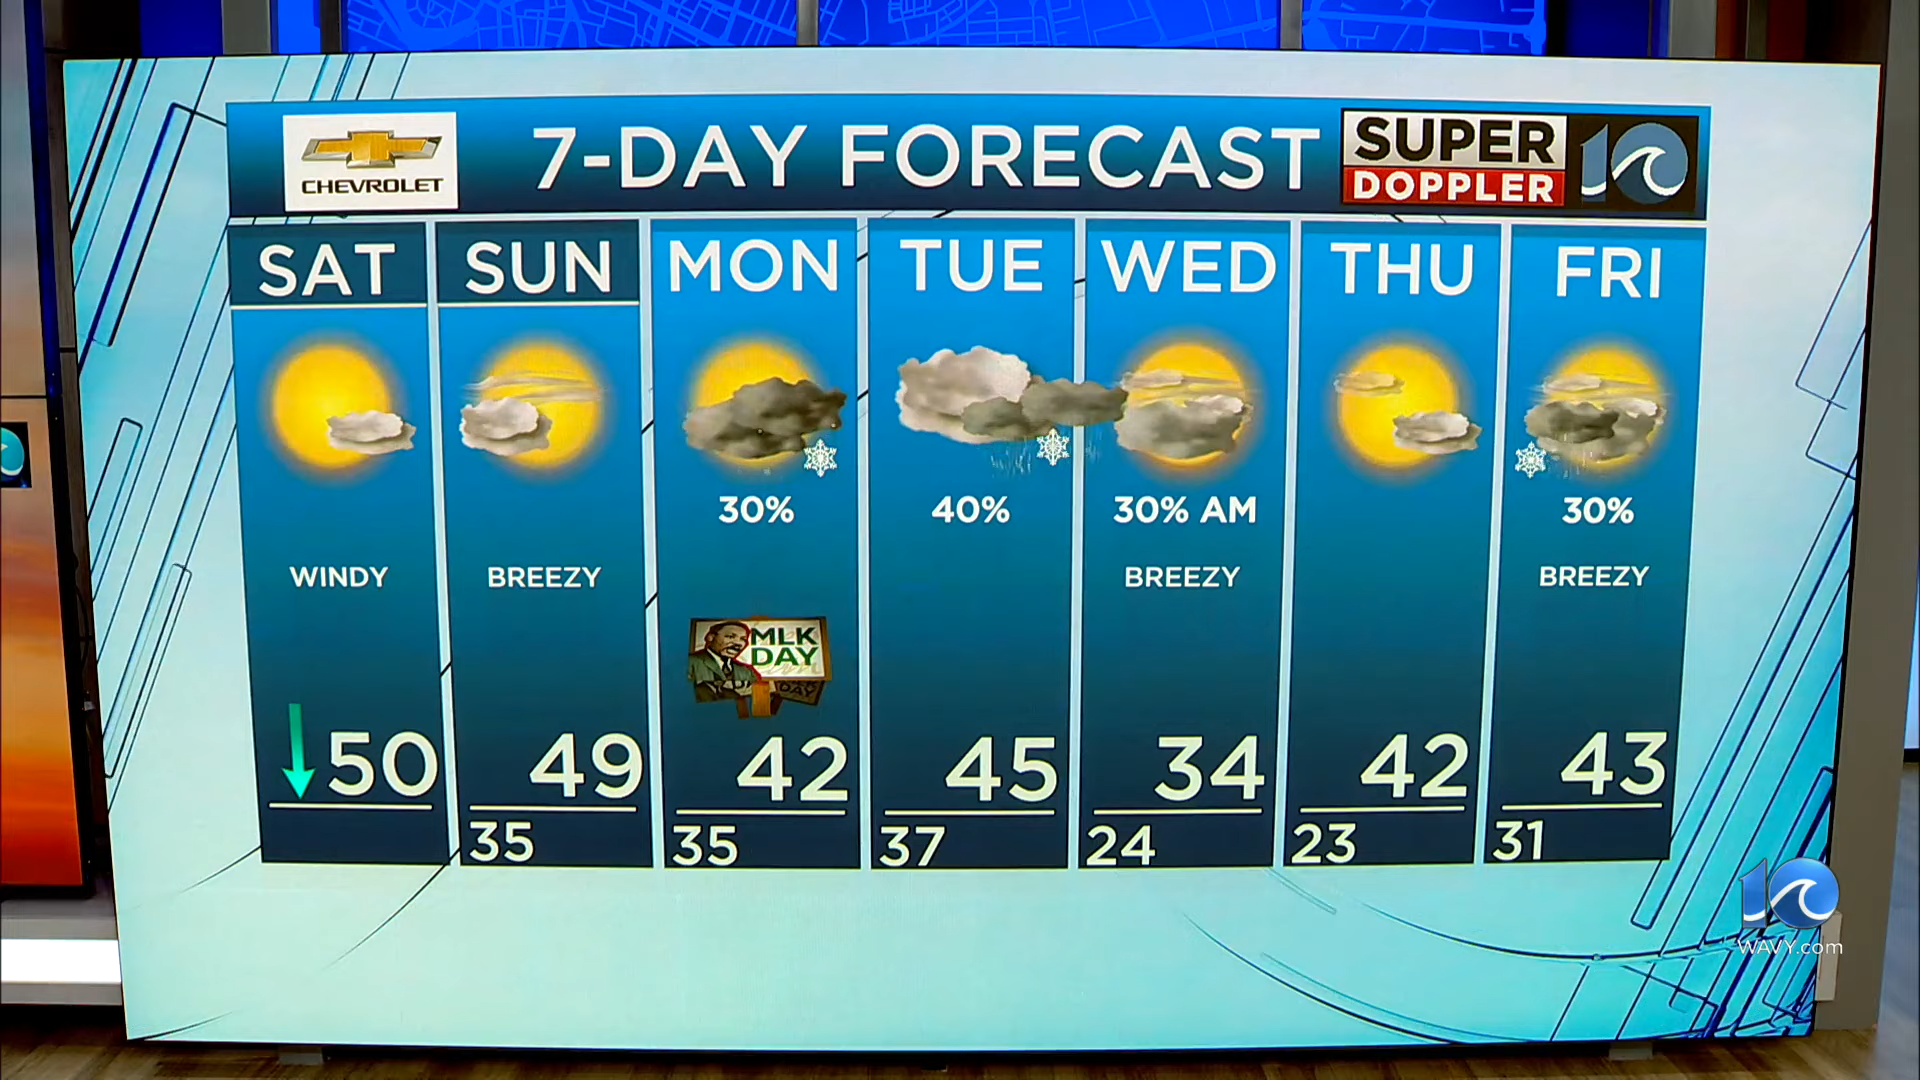 CHEVROLET
7-DAY FORECAST
SUPER
DOPPLER
10
SAT
SUN
MON
TUE
WED
THU
FRI
30%
40%
30% AM
30%
WINDY
BREEZY
BREEZY
BREEZY
MLK
DAY
DAY
50
49
42
45
34
42
43
35
35
37
24
23
31
10
WAVY.com